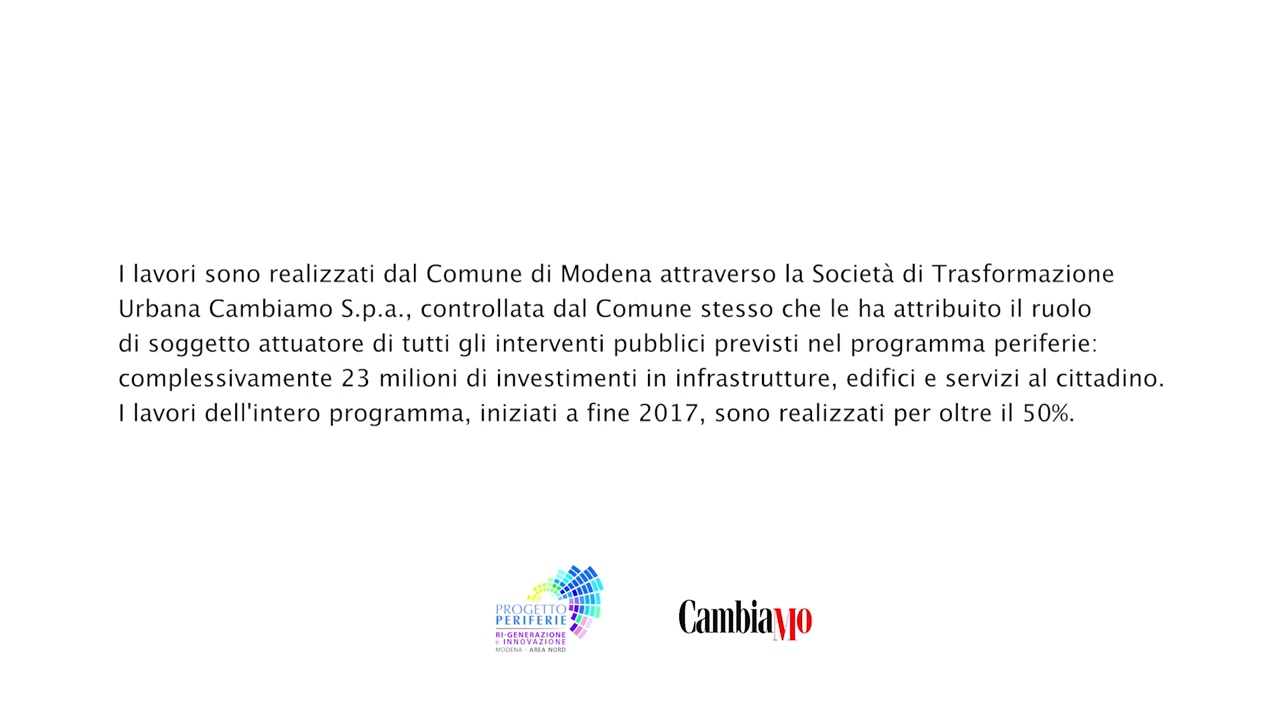 I lavori sono realizzati dal Comune di Modena attraverso la Società di Trasformazione
Urbana Cambiamo S.p.a., controllata dal Comune stesso che le ha attribuito il ruolo
di soggetto attuatore di tutti gli interventi pubblici previsti nel programma periferie:
complessivamente 23 milioni di investimenti in infrastrutture, edifici e servizi al cittadino.
I lavori dell'intero programma, iniziati a fine 2017, sono realizzati per oltre il 50%.
PROGETTO
PERIFERIE
RI-GENERAZIONE
e INNOVAZIONE
MODENA - AREA NORD
CambiaMo